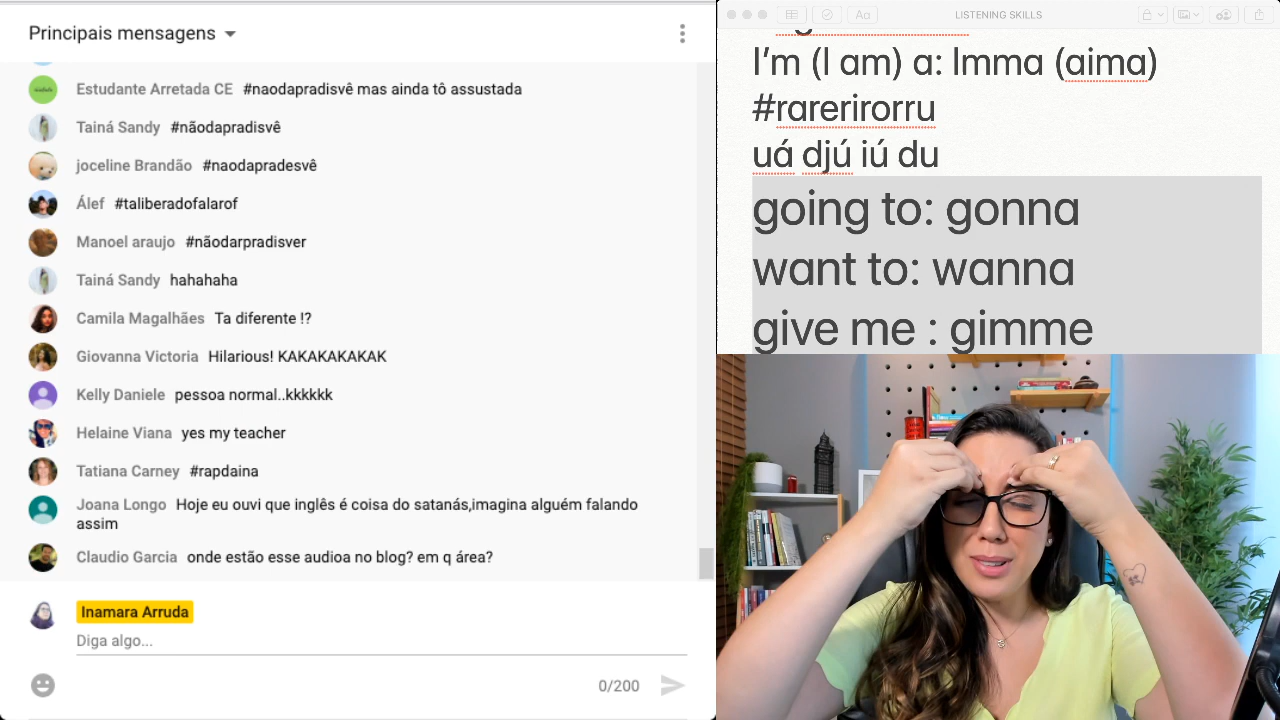 Principais mensagens
Estudante Arretada CE #naodapradisvê mas ainda tô assustada
Tainá Sandy #nãodapradisvê
joceline Brandão #naodapradesvê
Álef #taliberadofalarof
Manoel araujo #nãodarpradisver
Tainá Sandy hahahaha
Camila Magalhães Ta diferente !?
Giovanna Victoria Hilarious! KAKAKAKAKAK
Kelly Daniele pessoa normal..kkkkkk
Helaine Viana yes my teacher
Tatiana Carney #rapdaina
Joana Longo Hoje eu ouvi que inglês é coisa do satanás,imagina alguém falando
assim
Claudio Garcia onde estão esse audioa no blog? em q área?
Inamara Arruda
Diga algo...
0/200
Aa
LISTENING SKILLS
I'm (I am) a: Imma (aima)
#rarerirorru
uá djú iú du
going to: gonna
want to: wanna
give me : gimme